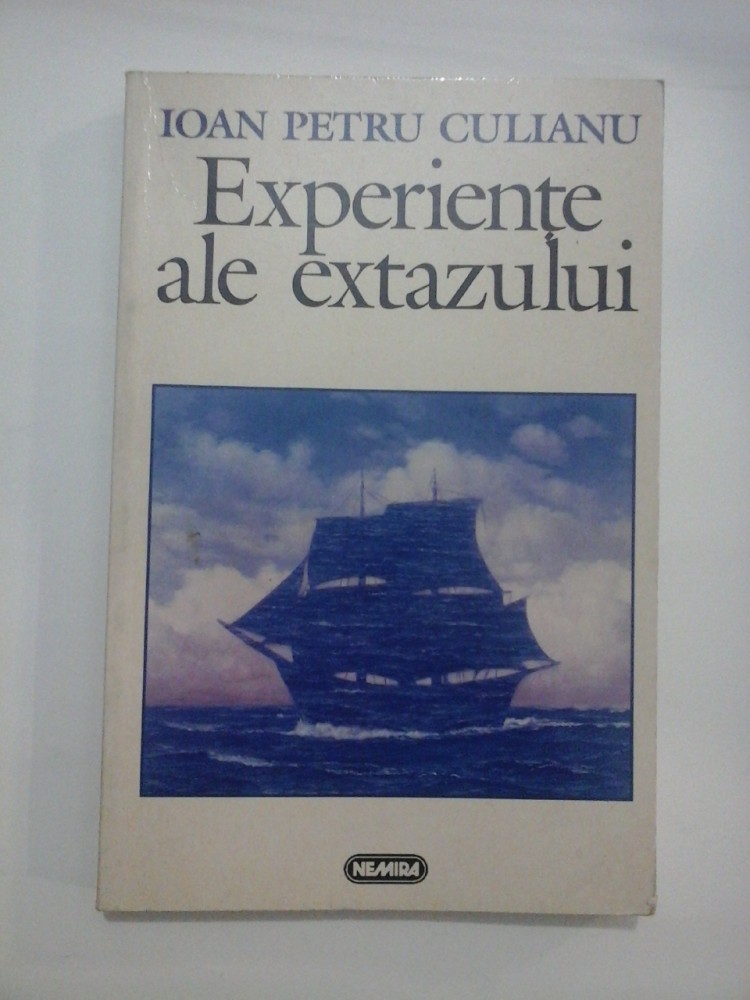 IOAN PETRU CULIANU
Experiențe
ale extazului
NEMIRA